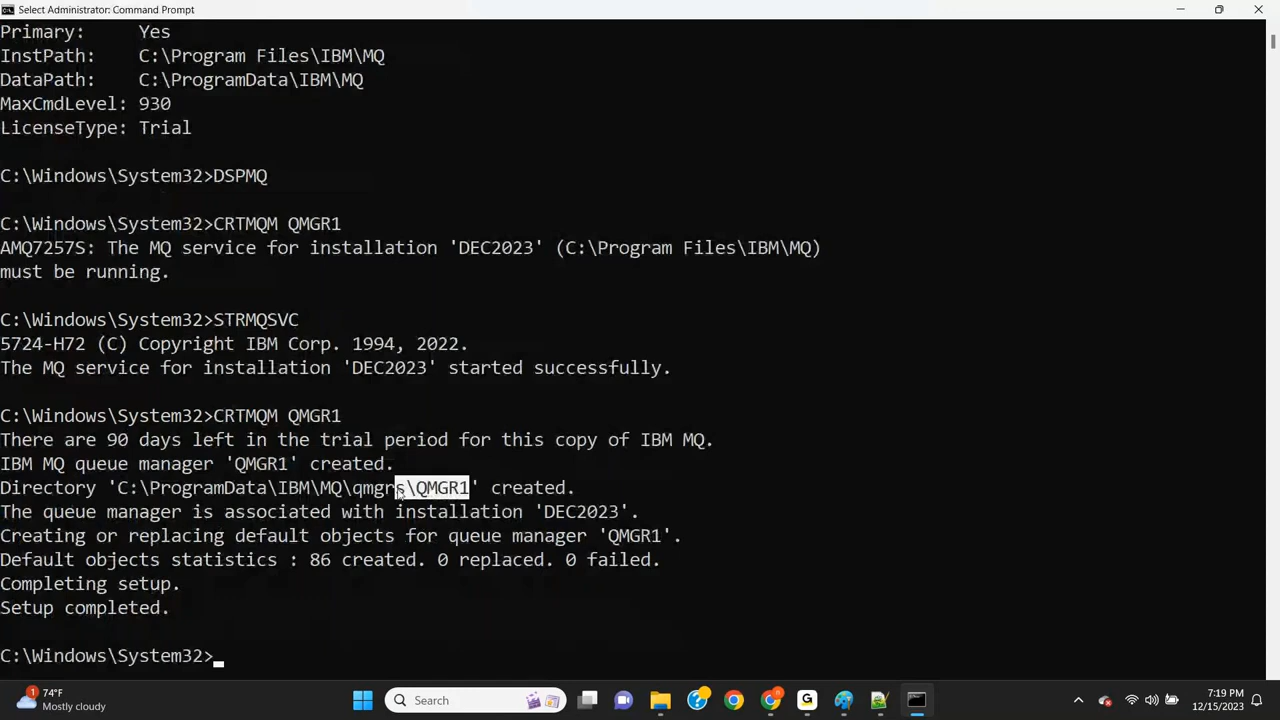 Select Administrator: Command Prompt
Primary: Yes
InstPath: C:\Program Files\IBM\MQ
DataPath: C:\ProgramData\IBM\MQ
MaxCmdLevel: 930
LicenseType: Trial
C:\Windows\System32>DSPMQ
C:\Windows\System32>CRTMQM QMGR1
AMQ7257S: The MQ service for installation 'DEC2023' (C:\Program Files\IBM\MQ)
must be running.
C:\Windows\System32>STRMQSVC
5724-H72 (C) Copyright IBM Corp. 1994, 2022.
The MQ service for installation 'DEC2023' started successfully.
C:\Windows\System32>CRTMQM QMGR1
There are 90 days left in the trial period for this copy of IBM MQ.
IBM MQ queue manager 'QMGR1' created.
Directory 'C:\ProgramData\IBM\MQ\qmgrs\QMGR1' created.
The queue manager is associated with installation 'DEC2023'.
Creating or replacing default objects for queue manager 'QMGR1'.
Default objects statistics : 86 created. 0 replaced. 0 failed.
Completing setup.
Setup completed.
C:\Windows\System32>
1
74°F
Mostly cloudy
Search
7:19 PM
12/15/2023